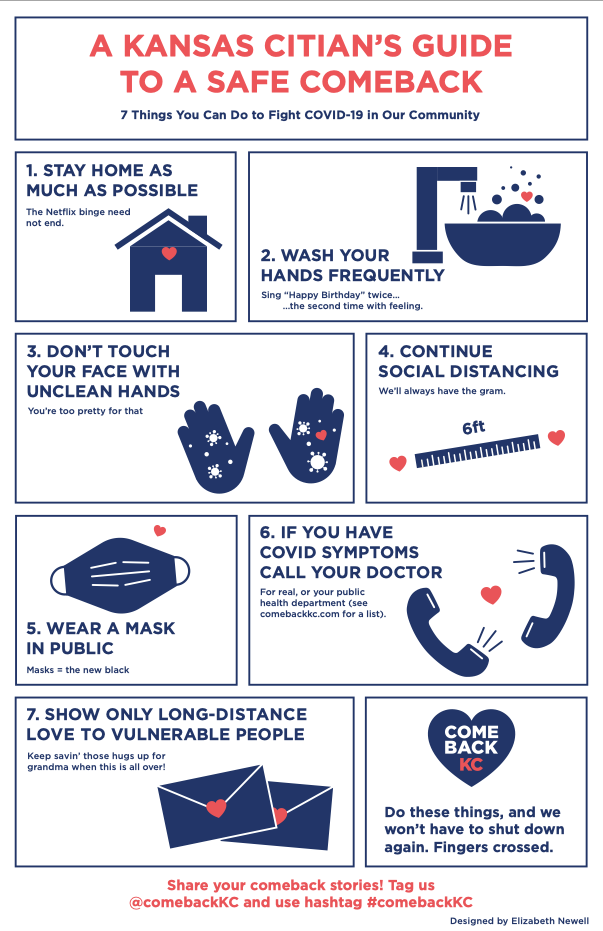 A KANSAS CITIAN'S GUIDE
TO A SAFE COMEBACK
7 Things You Can Do to Fight COVID-19 in Our Community
1. STAY HOME AS
MUCH AS POSSIBLE
The Netflix binge need
not end.
2. WASH YOUR
HANDS FREQUENTLY
Sing “Happy Birthday” twice...
...the second time with feeling.
3. DON'T TOUCH
YOUR FACE WITH
UNCLEAN HANDS
You're too pretty for that
4. CONTINUE
SOCIAL DISTANCING
We'll always have the gram.
6ft
5. WEAR A MASK
IN PUBLIC
Masks = the new black
6. IF YOU HAVE
COVID SYMPTOMS
CALL YOUR DOCTOR
For real, or your public
health department (see
comebackkc.com for a list).
7. SHOW ONLY LONG-DISTANCE
LOVE TO VULNERABLE PEOPLE
Keep savin' those hugs up for
grandma when this is all over!
COME
BACK
KC
Do these things, and we
won't have to shut down
again. Fingers crossed.
Share your comeback stories! Tag us
@comebackKC and use hashtag #comebackKC
Designed by Elizabeth Newell